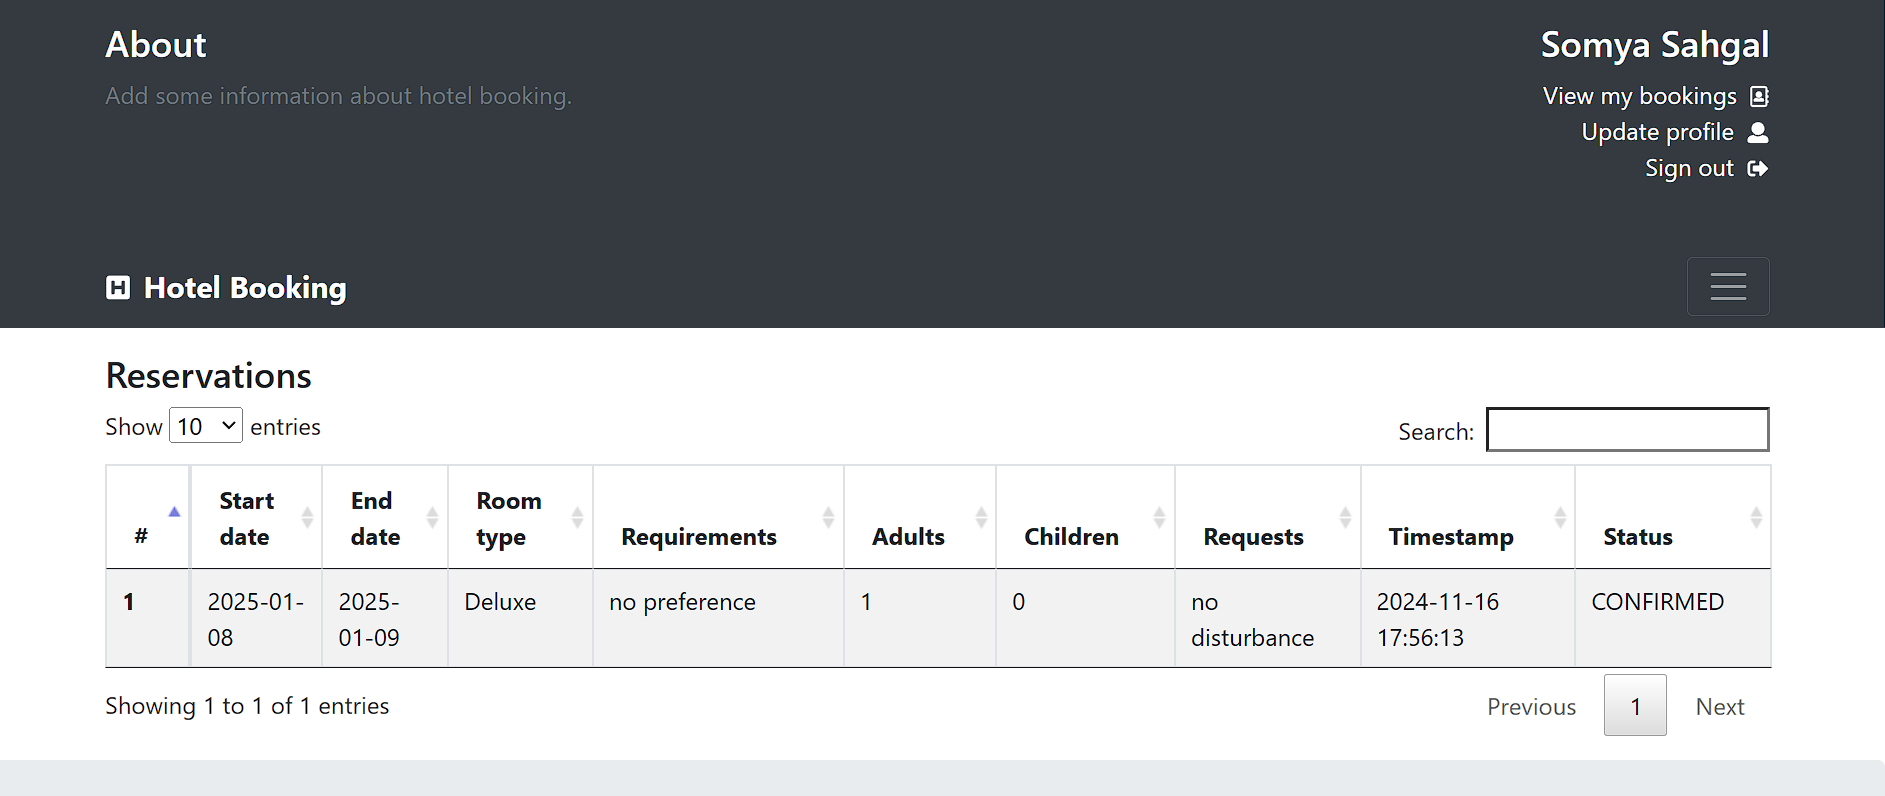 About
Add some information about hotel booking.
Somya Sahgal
View my bookings
Update profile
Sign out
H Hotel Booking
Reservations
Show 10 entries
Search:
# Start date End date Room type Requirements Adults Children Requests Timestamp Status
1 2025-01-08 2025-01-09 Deluxe no preference 1 0 no disturbance 2024-11-16 17:56:13 CONFIRMED
Showing 1 to 1 of 1 entries
Previous 1 Next